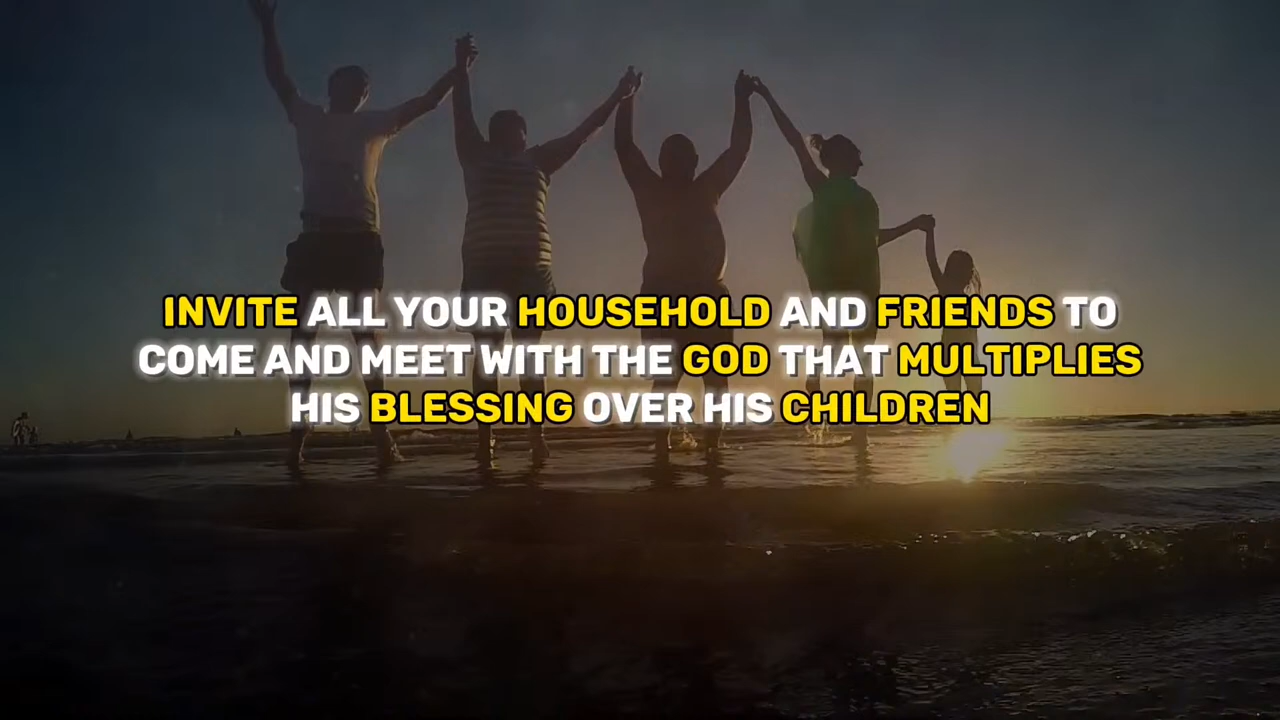 INVITE ALL YOUR HOUSEHOLD AND FRIENDS TO
COME AND MEET WITH THE GOD THAT MULTIPLIES
HIS BLESSING OVER HIS CHILDREN